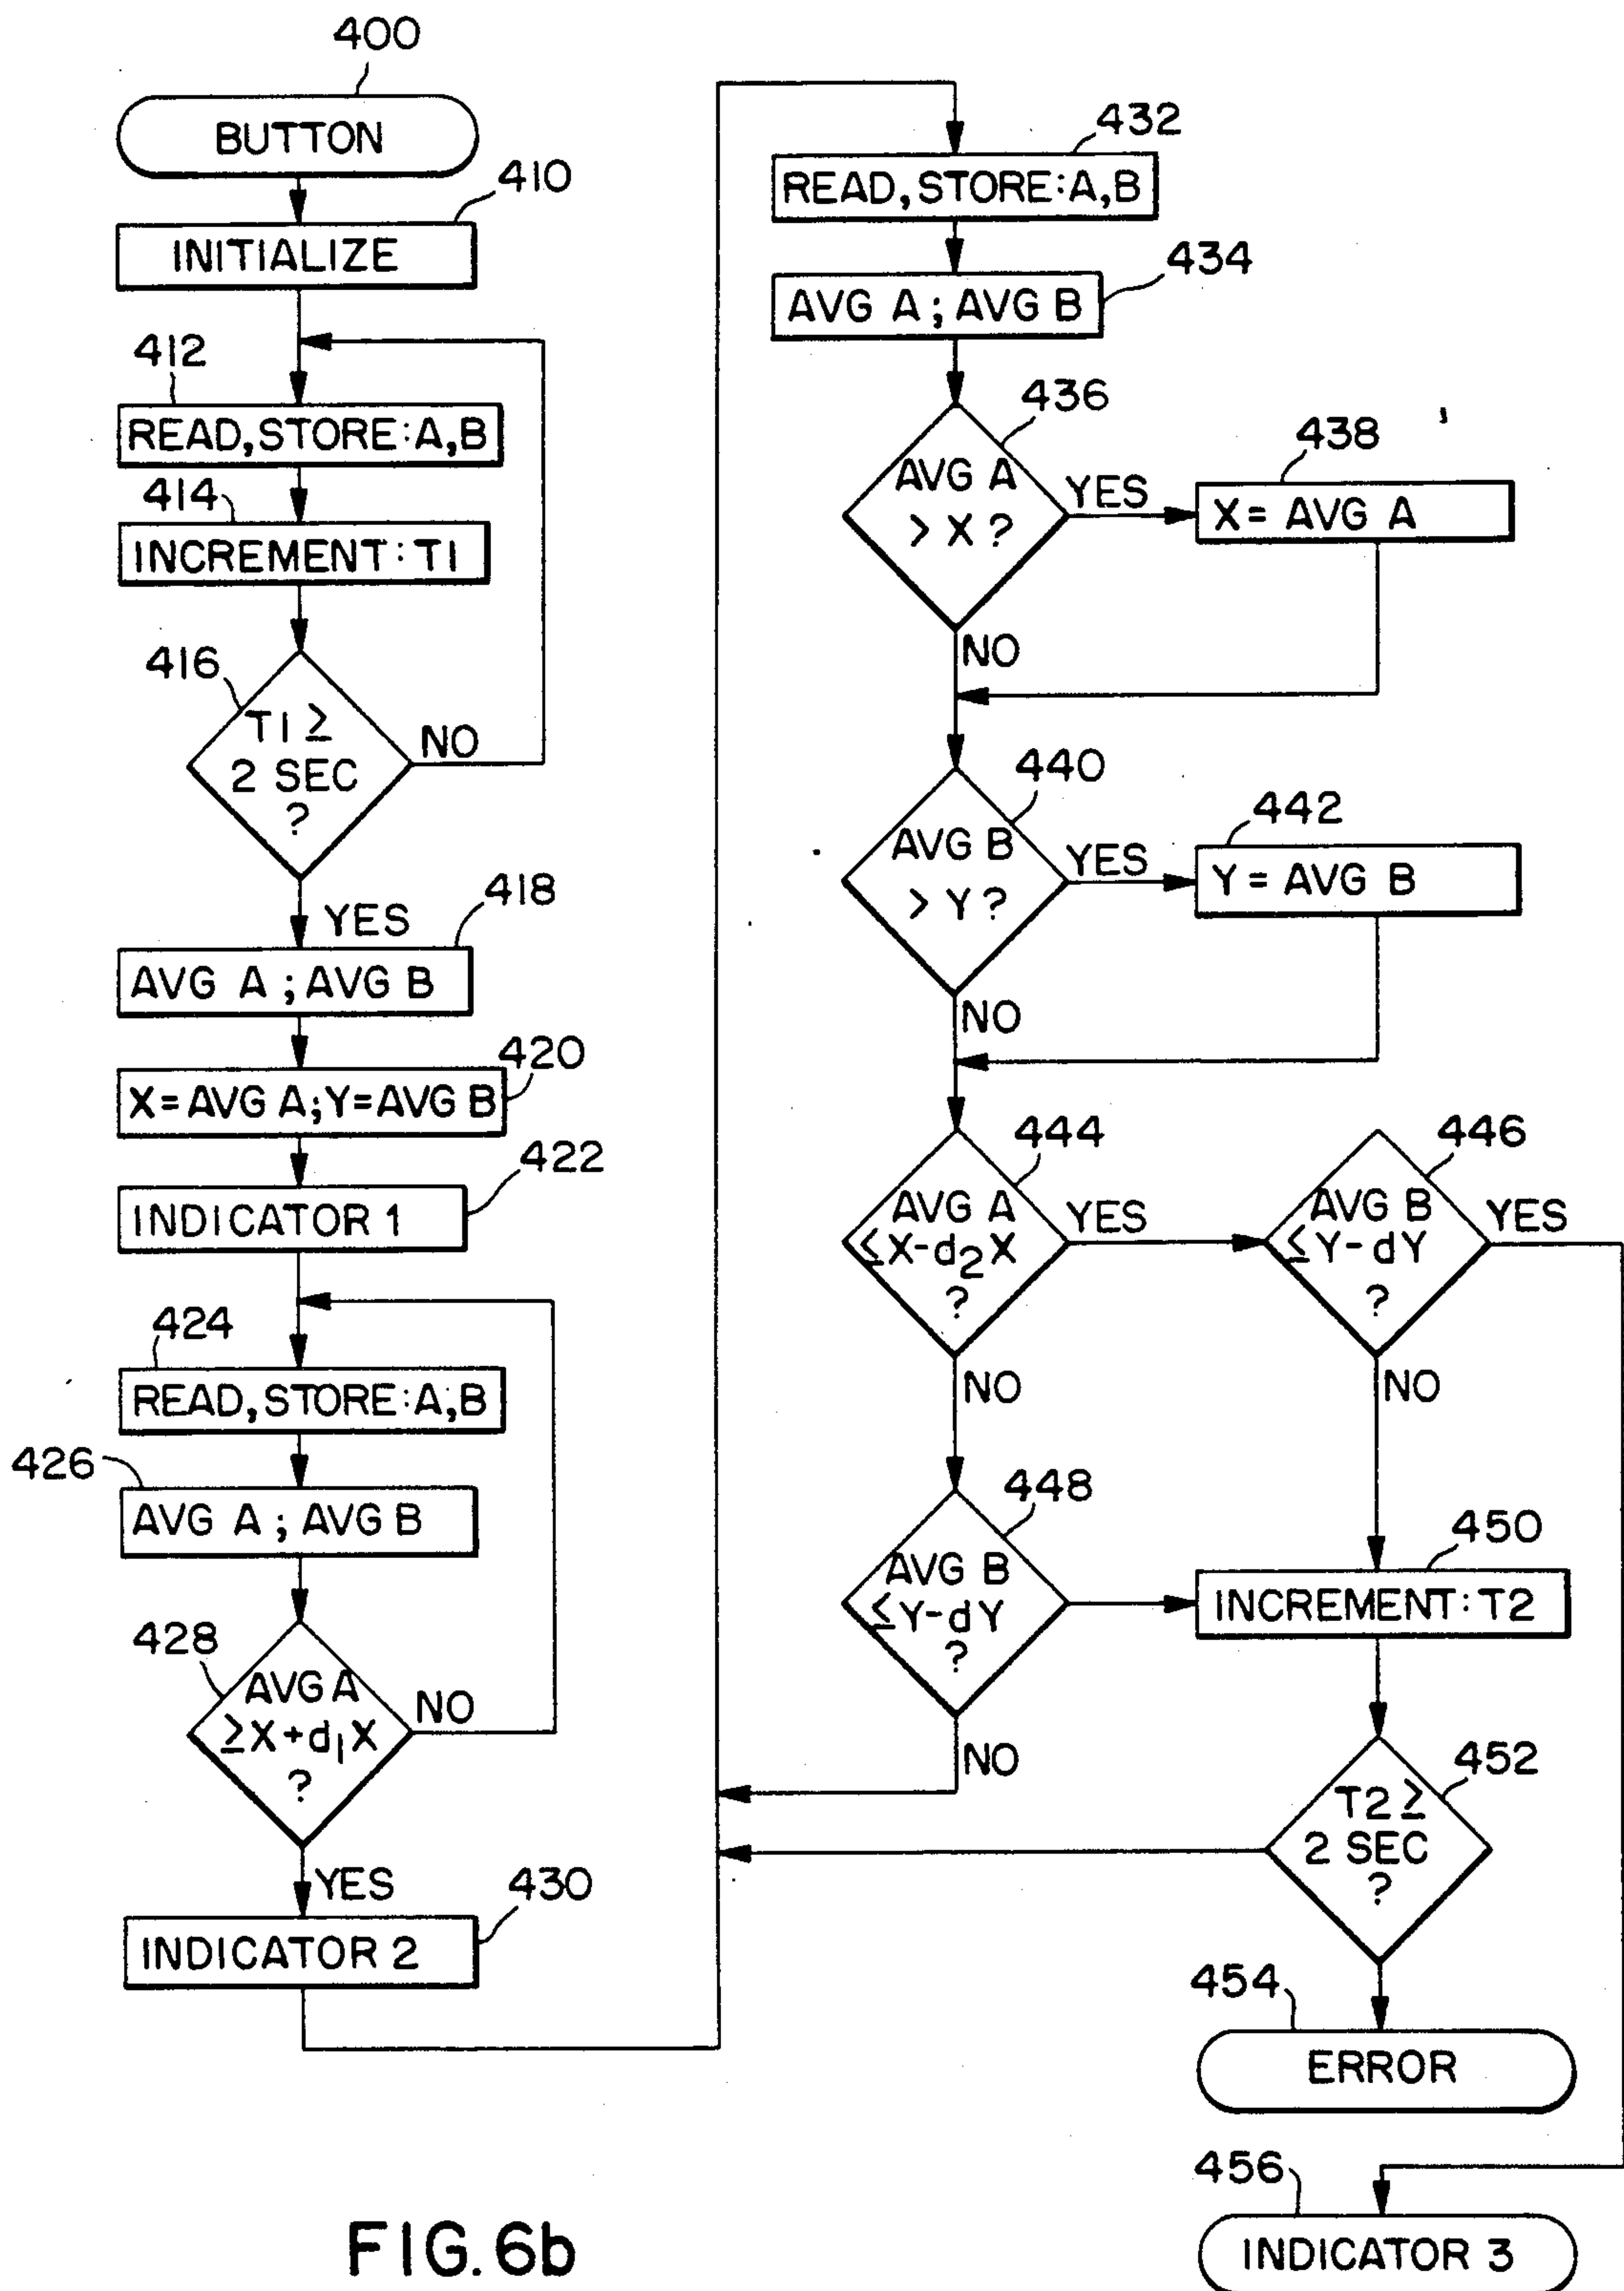 400
BUTTON
410
INITIALIZE
412
READ,STORE:A,B
414
INCREMENT:T1
416
T1 ≥
2 SEC
?
NO
YES
418
AVG A ; AVG B
420
X=AVG A;Y=AVG B
422
INDICATOR 1
424
READ,STORE:A,B
426
AVG A ; AVG B
428
AVG A
≥X+d₁X
?
NO
YES
430
INDICATOR 2
432
READ,STORE:A,B
434
AVG A ; AVG B
436
AVG A
> X ?
YES
438
X= AVG A
NO
440
AVG B
> Y ?
YES
442
Y = AVG B
NO
444
AVG A
≤X-d₂X
?
YES
446
AVG B
≤Y-dY
?
YES
NO
NO
448
AVG B
≤Y-dY
?
NO
450
INCREMENT:T2
452
T2 ≥
2 SEC
?
454
ERROR
456
INDICATOR 3
FIG. 6b